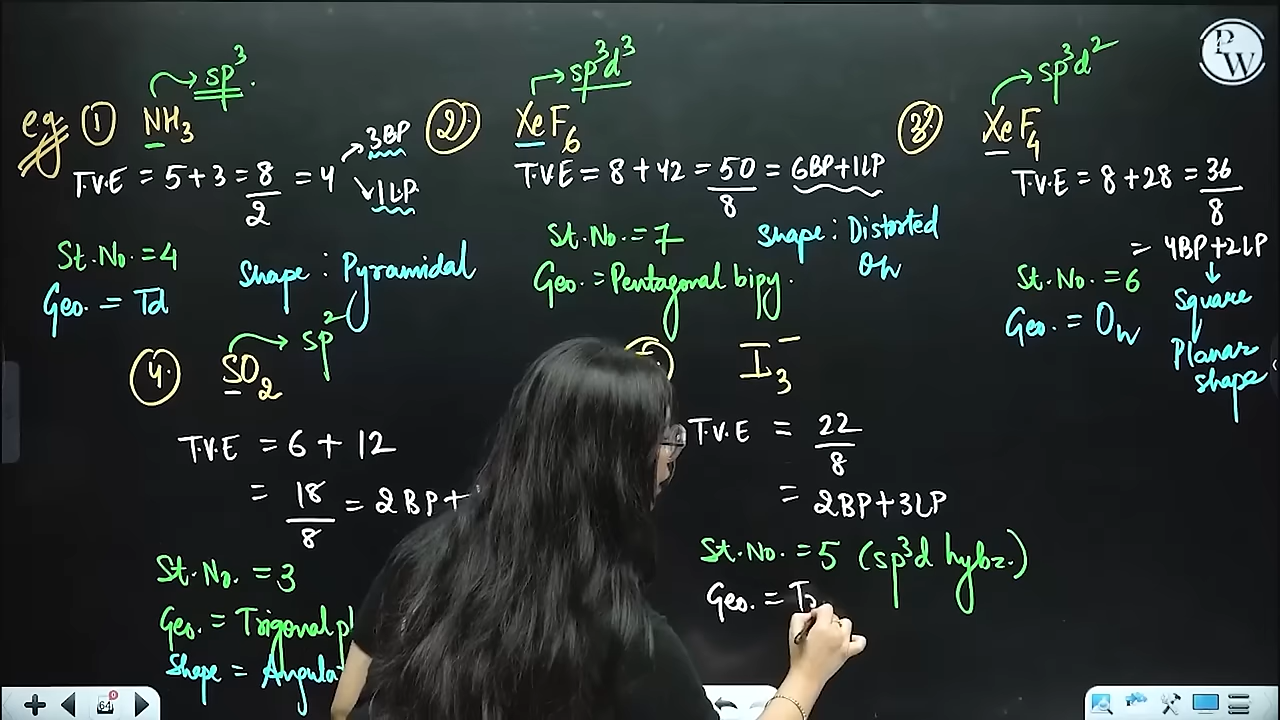 PW
eg ① NH₃ → sp³.
T.V.E = 5 + 3 = 8/2 = 4 → 3BP
↘ 1LP
St. No. = 4
Geo. = Td
Shape : Pyramidal
② XeF₆ → sp³d³
T.V.E = 8 + 42 = 50/8 = 6BP + 1LP
St. No. = 7
Geo. = Pentagonal bipy.
Shape : Distorted
Oh
③ XeF₄ → sp³d²
T.V.E = 8 + 28 = 36/8
= 4BP + 2LP
St. No. = 6
Geo. = Oh
Square
Planar
shape
④ SO₂ → sp²
T.V.E = 6 + 12
= 18/8 = 2BP +
St. No. = 3
Geo. = Trigonal
Shape =
I₃⁻
T.V.E = 22/8
= 2BP + 3LP
St. No. = 5 (sp³d hybz.)
Geo. =
64
0